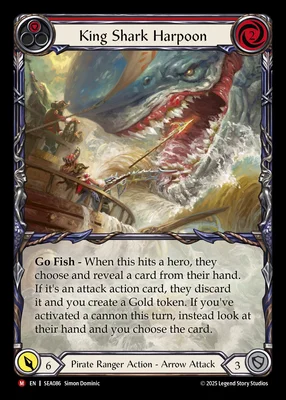 King Shark Harpoon
Go Fish - When this hits a hero, they
choose and reveal a card from their hand.
If it's an attack action card, they discard
it and you create a Gold token. If you've
activated a cannon this turn, instead look at
their hand and you choose the card.
6
Pirate Ranger Action - Arrow Attack
3
M EN | SEA086 Simon Dominic
© 2025 Legend Story Studios